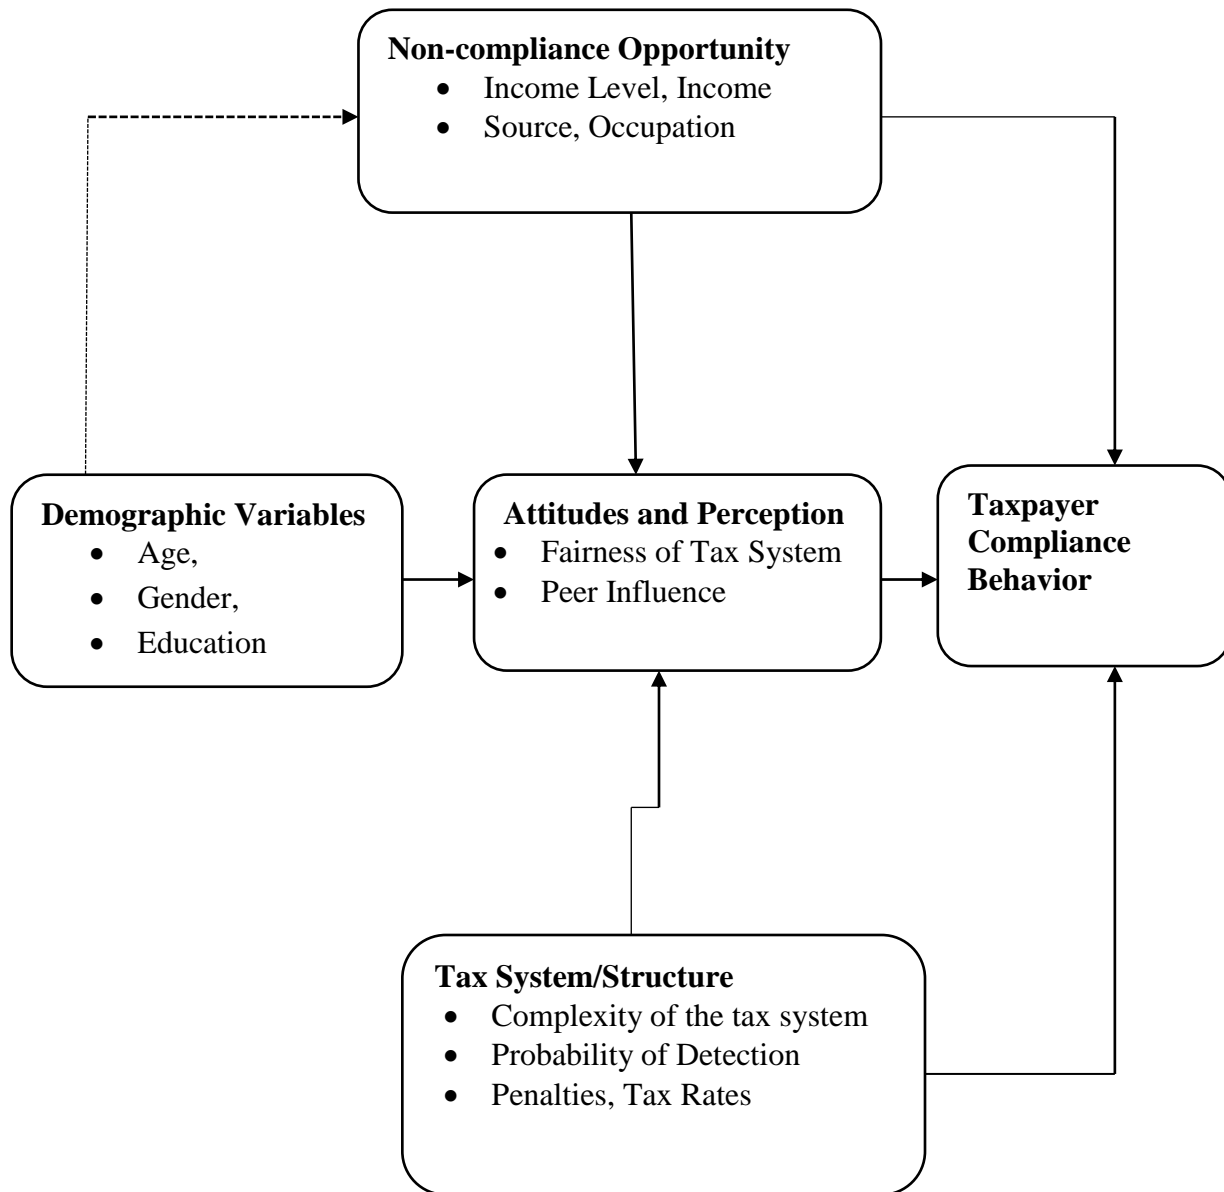 Non-compliance Opportunity
• Income Level, Income
• Source, Occupation
Demographic Variables
• Age,
• Gender,
• Education
Attitudes and Perception
• Fairness of Tax System
• Peer Influence
Taxpayer
Compliance
Behavior
Tax System/Structure
• Complexity of the tax system
• Probability of Detection
• Penalties, Tax Rates